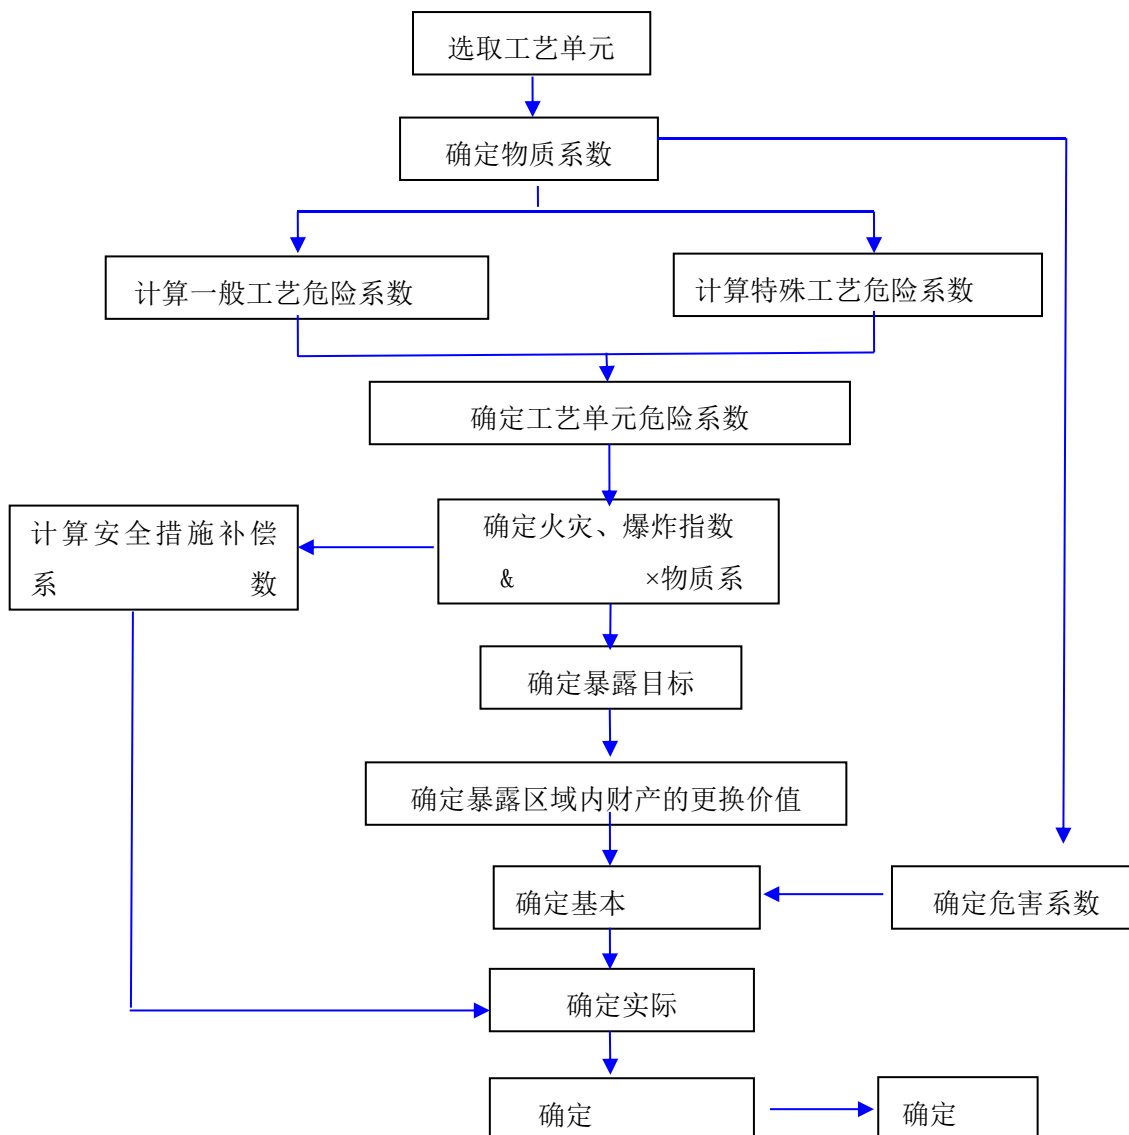 选取工艺单元
确定物质系数
计算一般工艺危险系数
计算特殊工艺危险系数
确定工艺单元危险系数
计算安全措施补偿
系 数
确定火灾、爆炸指数
& ×物质系
确定暴露目标
确定暴露区域内财产的更换价值
确定基本
确定危害系数
确定实际
确定
确定